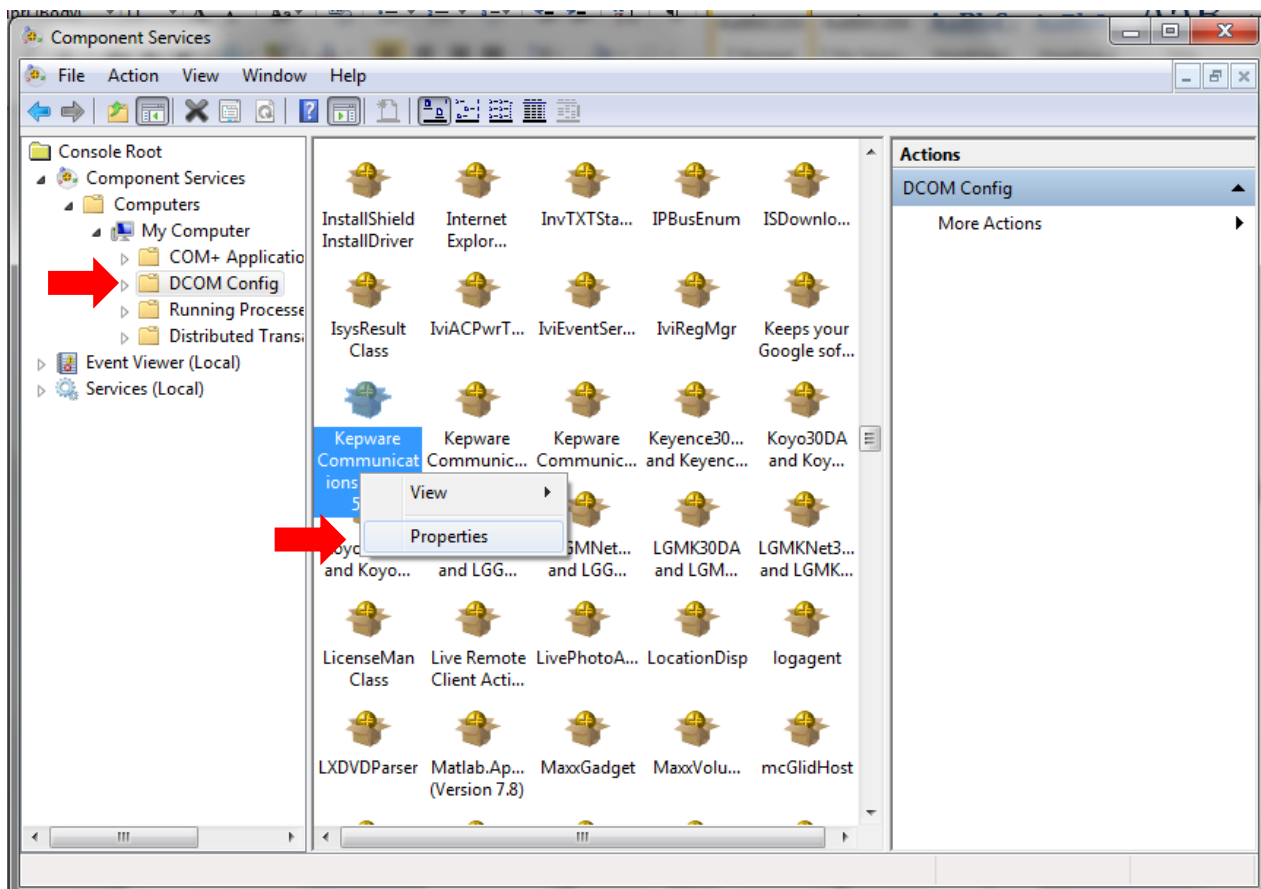 Component Services
File Action View Window Help
Console Root
Component Services
Computers
My Computer
COM+ Applicatio
DCOM Config
Running Processe
Distributed Transa
Event Viewer (Local)
Services (Local)
InstallShield Internet InvTXTSta... IPBusEnum ISDownlo...
InstallDriver Explor...
IsysResult IviACPwrT... IviEventSer... IviRegMgr Keeps your
Class Google sof...
Kepware Kepware Kepware Keyence30... Koyo30DA
Communicat Communic... Communic... and Keyenc... and Koy...
ions
5
View
Properties
GMNet... LGMK30DA LGMKNet3...
and Koyo... and LGG... and LGG... and LGM... and LGMK...
LicenseMan Live Remote LivePhotoA... LocationDisp logagent
Class Client Acti...
LXDVDParser Matlab.Ap... MaxxGadget MaxxVolu... mcGlidHost
(Version 7.8)
Actions
DCOM Config
More Actions